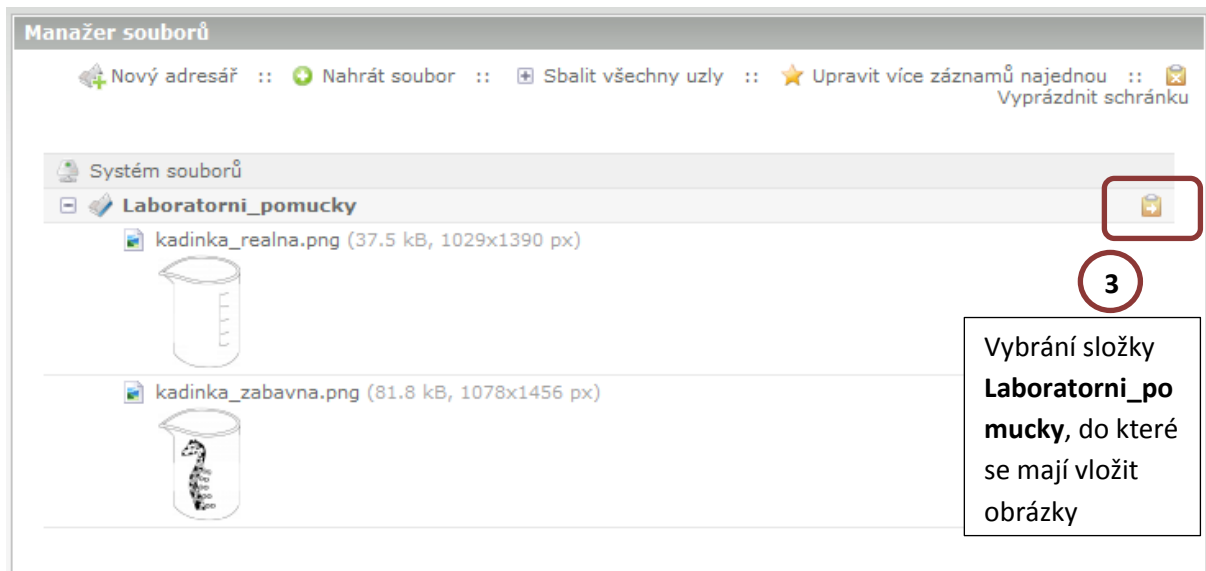 Manažer souborů
Nový adresář :: Nahrát soubor :: Sbalit všechny uzly :: Upravit více záznamů najednou ::
Vyprázdnit schránku
Systém souborů
Laboratorni_pomucky
kadinka_realna.png (37.5 kB, 1029x1390 px)
3
Vybrání složky
Laboratorni_po
mucky, do které
se mají vložit
obrázky
kadinka_zabavna.png (81.8 kB, 1078x1456 px)